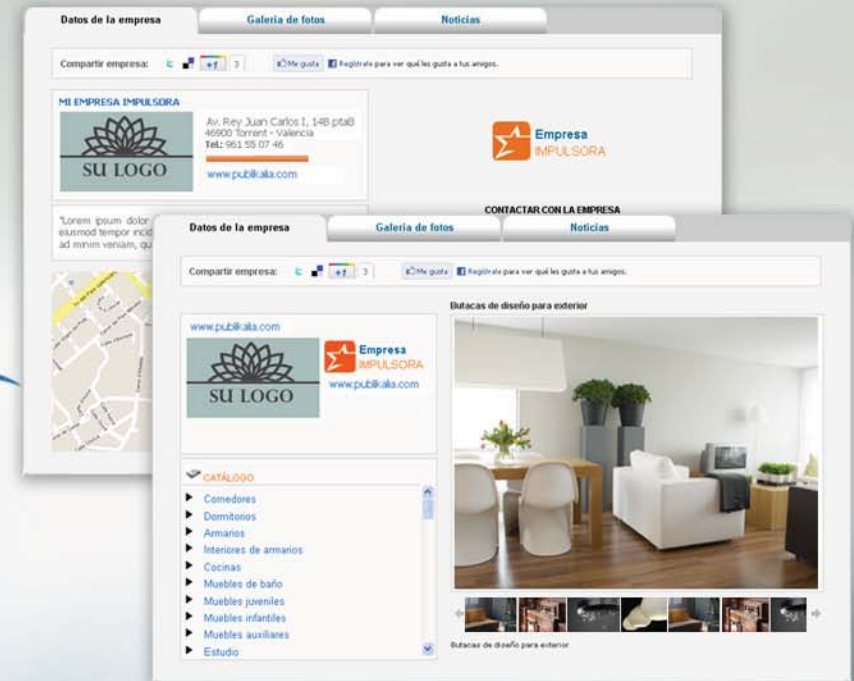 Datos de la empresa
Galeria de fotos
Noticias
Compartir empresa:
+1
3
Me gusta
Regístrate para ver qué les gusta a tus amigos.
MI EMPRESA IMPULSORA
SU LOGO
Av. Rey Juan Carlos I, 148 pta8
46900 Torrent - Valencia
Tel.: 961 55 07 46
www.publikalia.com
Empresa
IMPULSORA
CONTACTAR CON LA EMPRESA
"Lorem ipsum dolor
eiusmod tempor incid
ad minim veniam, qu
Datos de la empresa
Galeria de fotos
Noticias
Compartir empresa:
+1
3
Me gusta
Regístrate para ver qué les gusta a tus amigos.
www.publikalia.com
SU LOGO
Empresa
IMPULSORA
www.publikalia.com
CATÁLOGO
Comedores
Dormitorios
Armarios
Interiores de armarios
Cocinas
Muebles de baño
Muebles juveniles
Muebles infantiles
Muebles auxiliares
Estudio
Butacas de diseño para exterior
Butacas de diseño para exterior